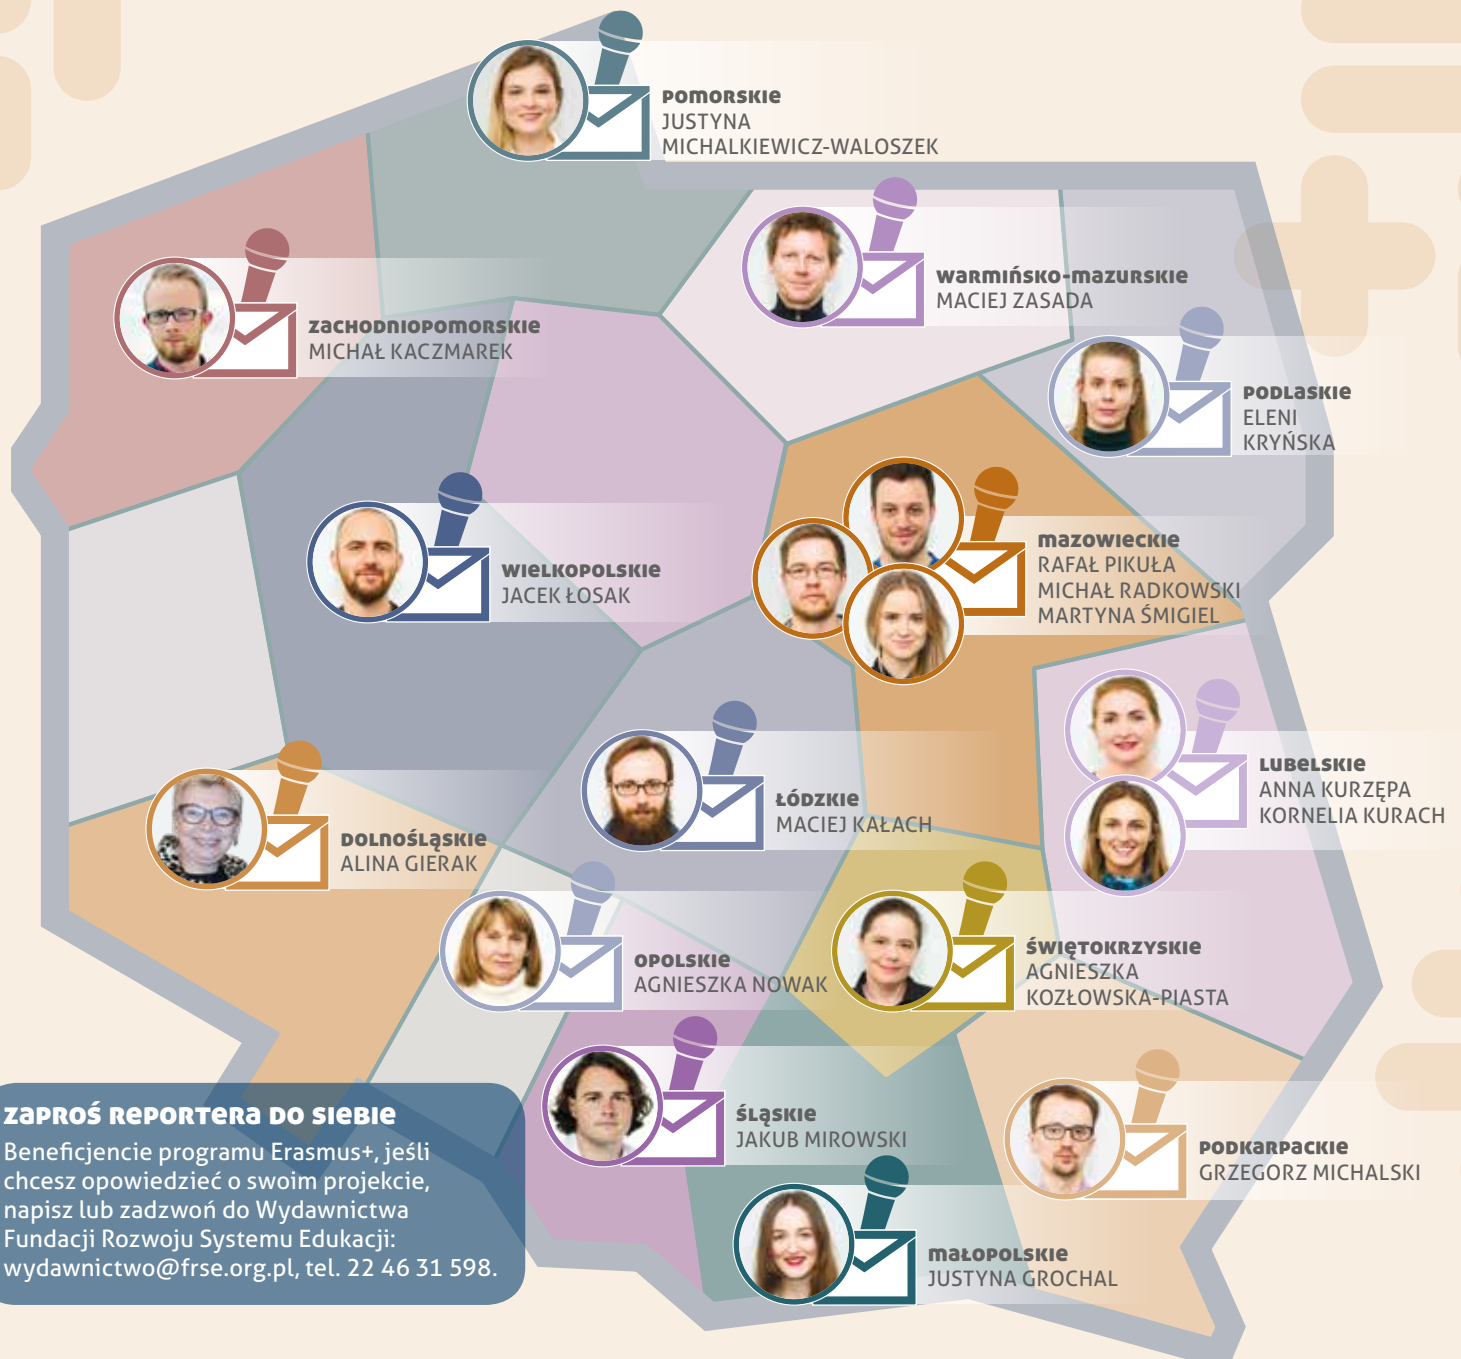 POMORSKIE
JUSTYNA
MICHALKIEWICZ-WALOSZEK
WARMIŃSKO-MAZURSKIE
MACIEJ ZASADA
ZACHODNIOPOMORSKIE
MICHAŁ KACZMAREK
PODLASKIE
ELENI
KRYŃSKA
MAZOWIECKIE
RAFAŁ PIKUŁA
MICHAŁ RADKOWSKI
MARTYNA ŚMIGIEL
WIELKOPOLSKIE
JACEK ŁOSAK
LUBELSKIE
ANNA KURZĘPA
KORNELIA KURACH
ŁÓDZKIE
MACIEJ KAŁACH
DOLNOŚLĄSKIE
ALINA GIERAK
OPOLSKIE
AGNIESZKA NOWAK
ŚWIĘTOKRZYSKIE
AGNIESZKA
KOZŁOWSKA-PIASTA
ŚLĄSKIE
JAKUB MIROWSKI
PODKARPACKIE
GRZEGORZ MICHALSKI
MAŁOPOLSKIE
JUSTYNA GROCHAL
ZAPROŚ REPORTERA DO SIEBIE
Beneficjencie programu Erasmus+, jeśli
chcesz opowiedzieć o swoim projekcie,
napisz lub zadzwoń do Wydawnictwa
Fundacji Rozwoju Systemu Edukacji:
wydawnictwo@frse.org.pl, tel. 22 46 31 598.